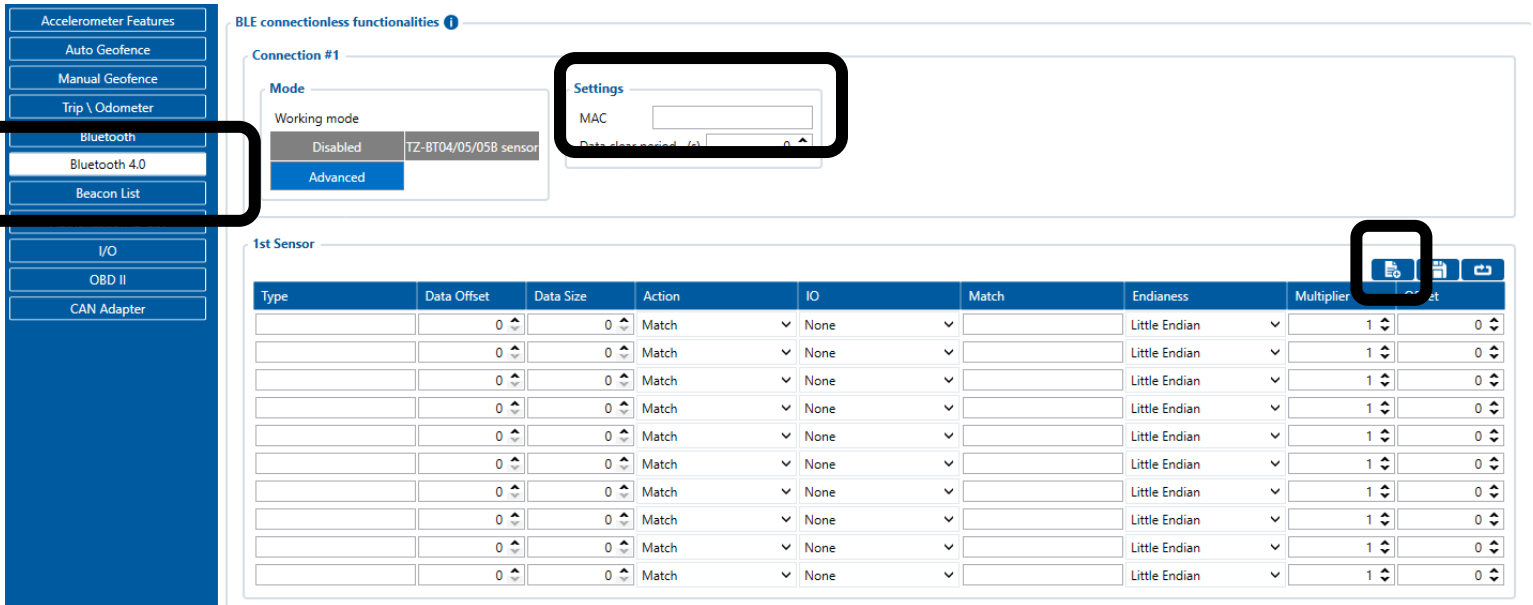 Accelerometer Features
Auto Geofence
Manual Geofence
Trip \ Odometer
Bluetooth
Bluetooth 4.0
Beacon List
I/O
OBD II
CAN Adapter
BLE connectionless functionalities
Connection #1
Mode
Working mode
Disabled TZ-BT04/05/05B sensor
Advanced
Settings
MAC
Data clear period (s) 0
1st Sensor
Type Data Offset Data Size Action IO Match Endianess Multiplier Offset
0 0 Match None Little Endian 1 0
0 0 Match None Little Endian 1 0
0 0 Match None Little Endian 1 0
0 0 Match None Little Endian 1 0
0 0 Match None Little Endian 1 0
0 0 Match None Little Endian 1 0
0 0 Match None Little Endian 1 0
0 0 Match None Little Endian 1 0
0 0 Match None Little Endian 1 0
0 0 Match None Little Endian 1 0